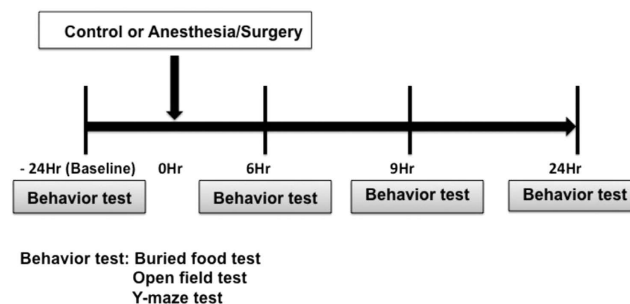 Control or Anesthesia/Surgery
- 24Hr (Baseline) 0Hr 6Hr 9Hr 24Hr
Behavior test Behavior test Behavior test Behavior test
Behavior test: Buried food test
Open field test
Y-maze test